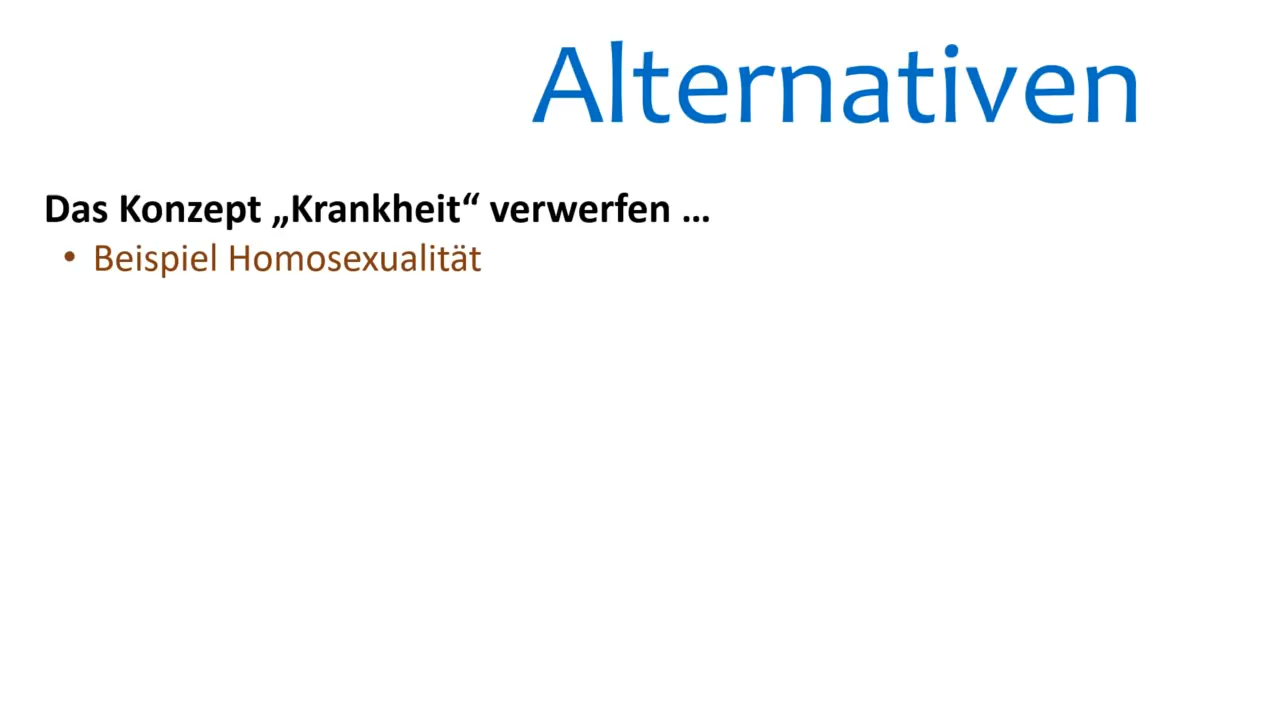 Alternativen
Das Konzept „Krankheit“ verwerfen …
• Beispiel Homosexualität